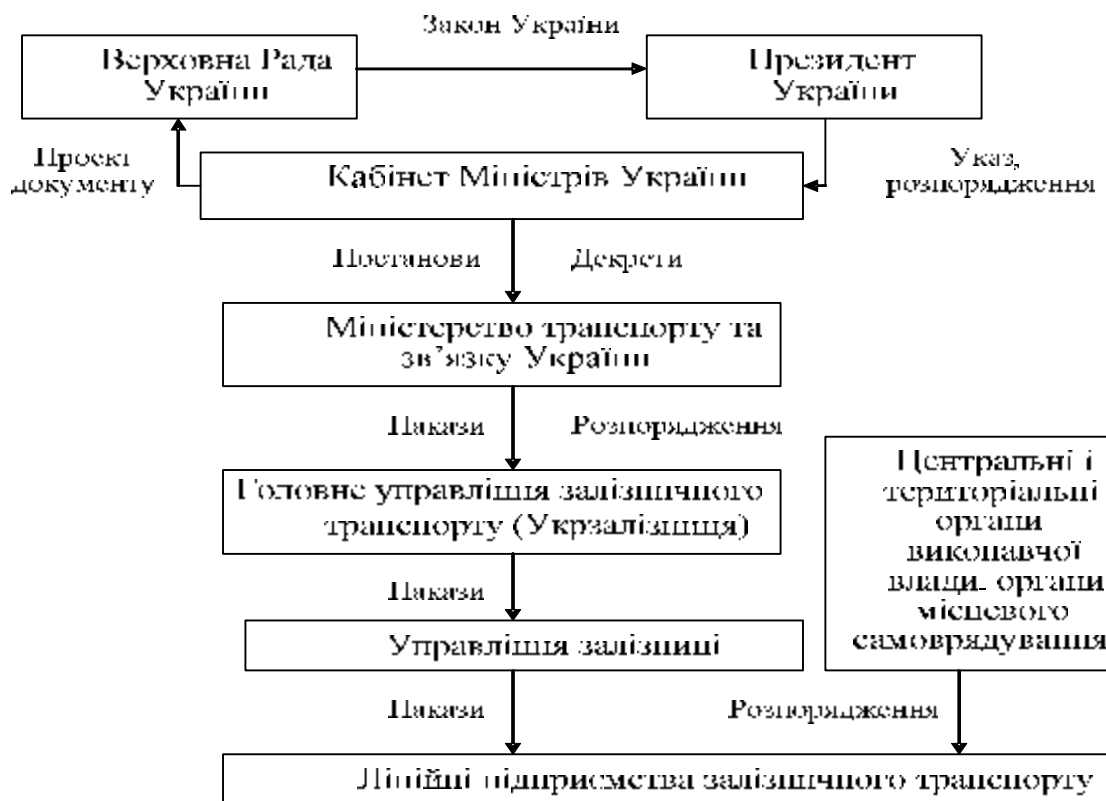 Закон України
Верховна Рада
України
Президент
України
Проект
документу
Кабінет Міністрів України
Указ,
розпорядження
Постанови Декрети
Міністерство транспорту та
зв’язку України
Накази Розпорядження
Головне управління залізничного
транспорту (Укрзалізниця)
Центральні і
територіальні
органи
виконавчої
влади- органи
місцевого
самоврядування
Накази
Управління залізниці
Накази Розпорядження
Лінійні підприємства залізничного транспорту